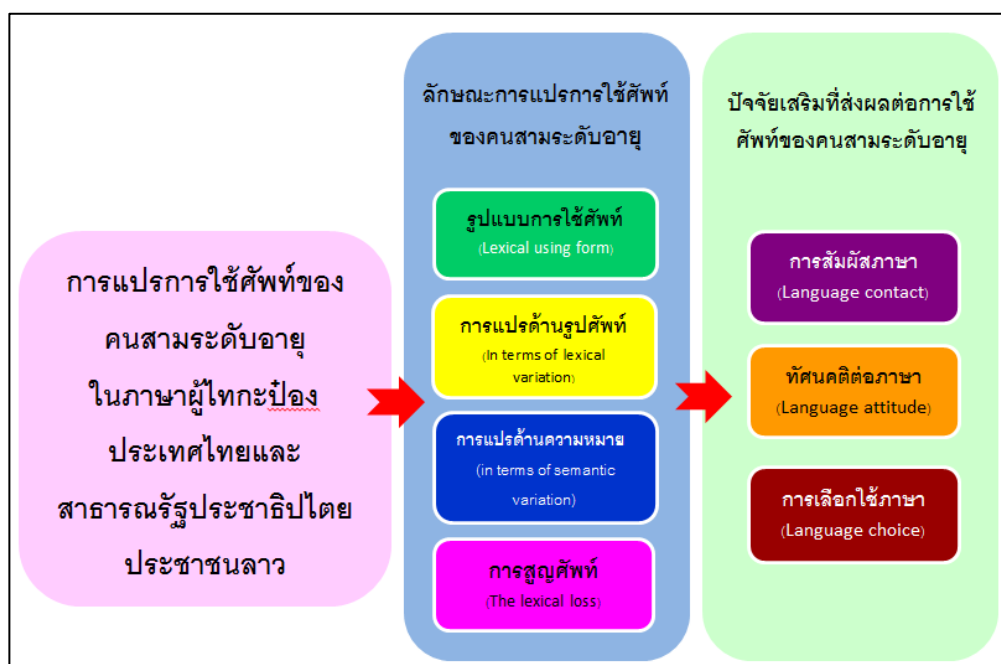 การแปรการใช้ศัพท์ของ
คนสามระดับอายุ
ในภาษาผู้ไทกะป๋อง
ประเทศไทยและ
สาธารณรัฐประชาธิปไตย
ประชาชนลาว
ลักษณะการแปรการใช้ศัพท์
ของคนสามระดับอายุ
รูปแบบการใช้ศัพท์
(Lexical using form)
การแปรด้านรูปศัพท์
(In terms of lexical
variation)
การแปรด้านความหมาย
(in terms of semantic
variation)
การสูญศัพท์
(The lexical loss)
ปัจจัยเสริมที่ส่งผลต่อการใช้
ศัพท์ของคนสามระดับอายุ
การสัมผัสภาษา
(Language contact)
ทัศนคติต่อภาษา
(Language attitude)
การเลือกใช้ภาษา
(Language choice)